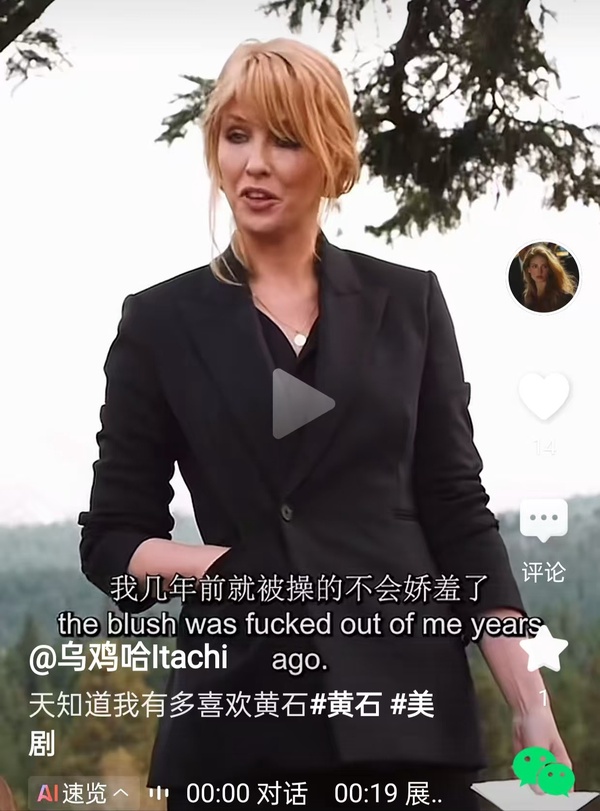 14
评论
我几年前就被操的不会娇羞了
the blush was fucked out of me years
ago.
@乌鸡哈Itachi
天知道我有多喜欢黄石#黄石 #美
剧
1
AI速览 00:00 对话 00:19 展..